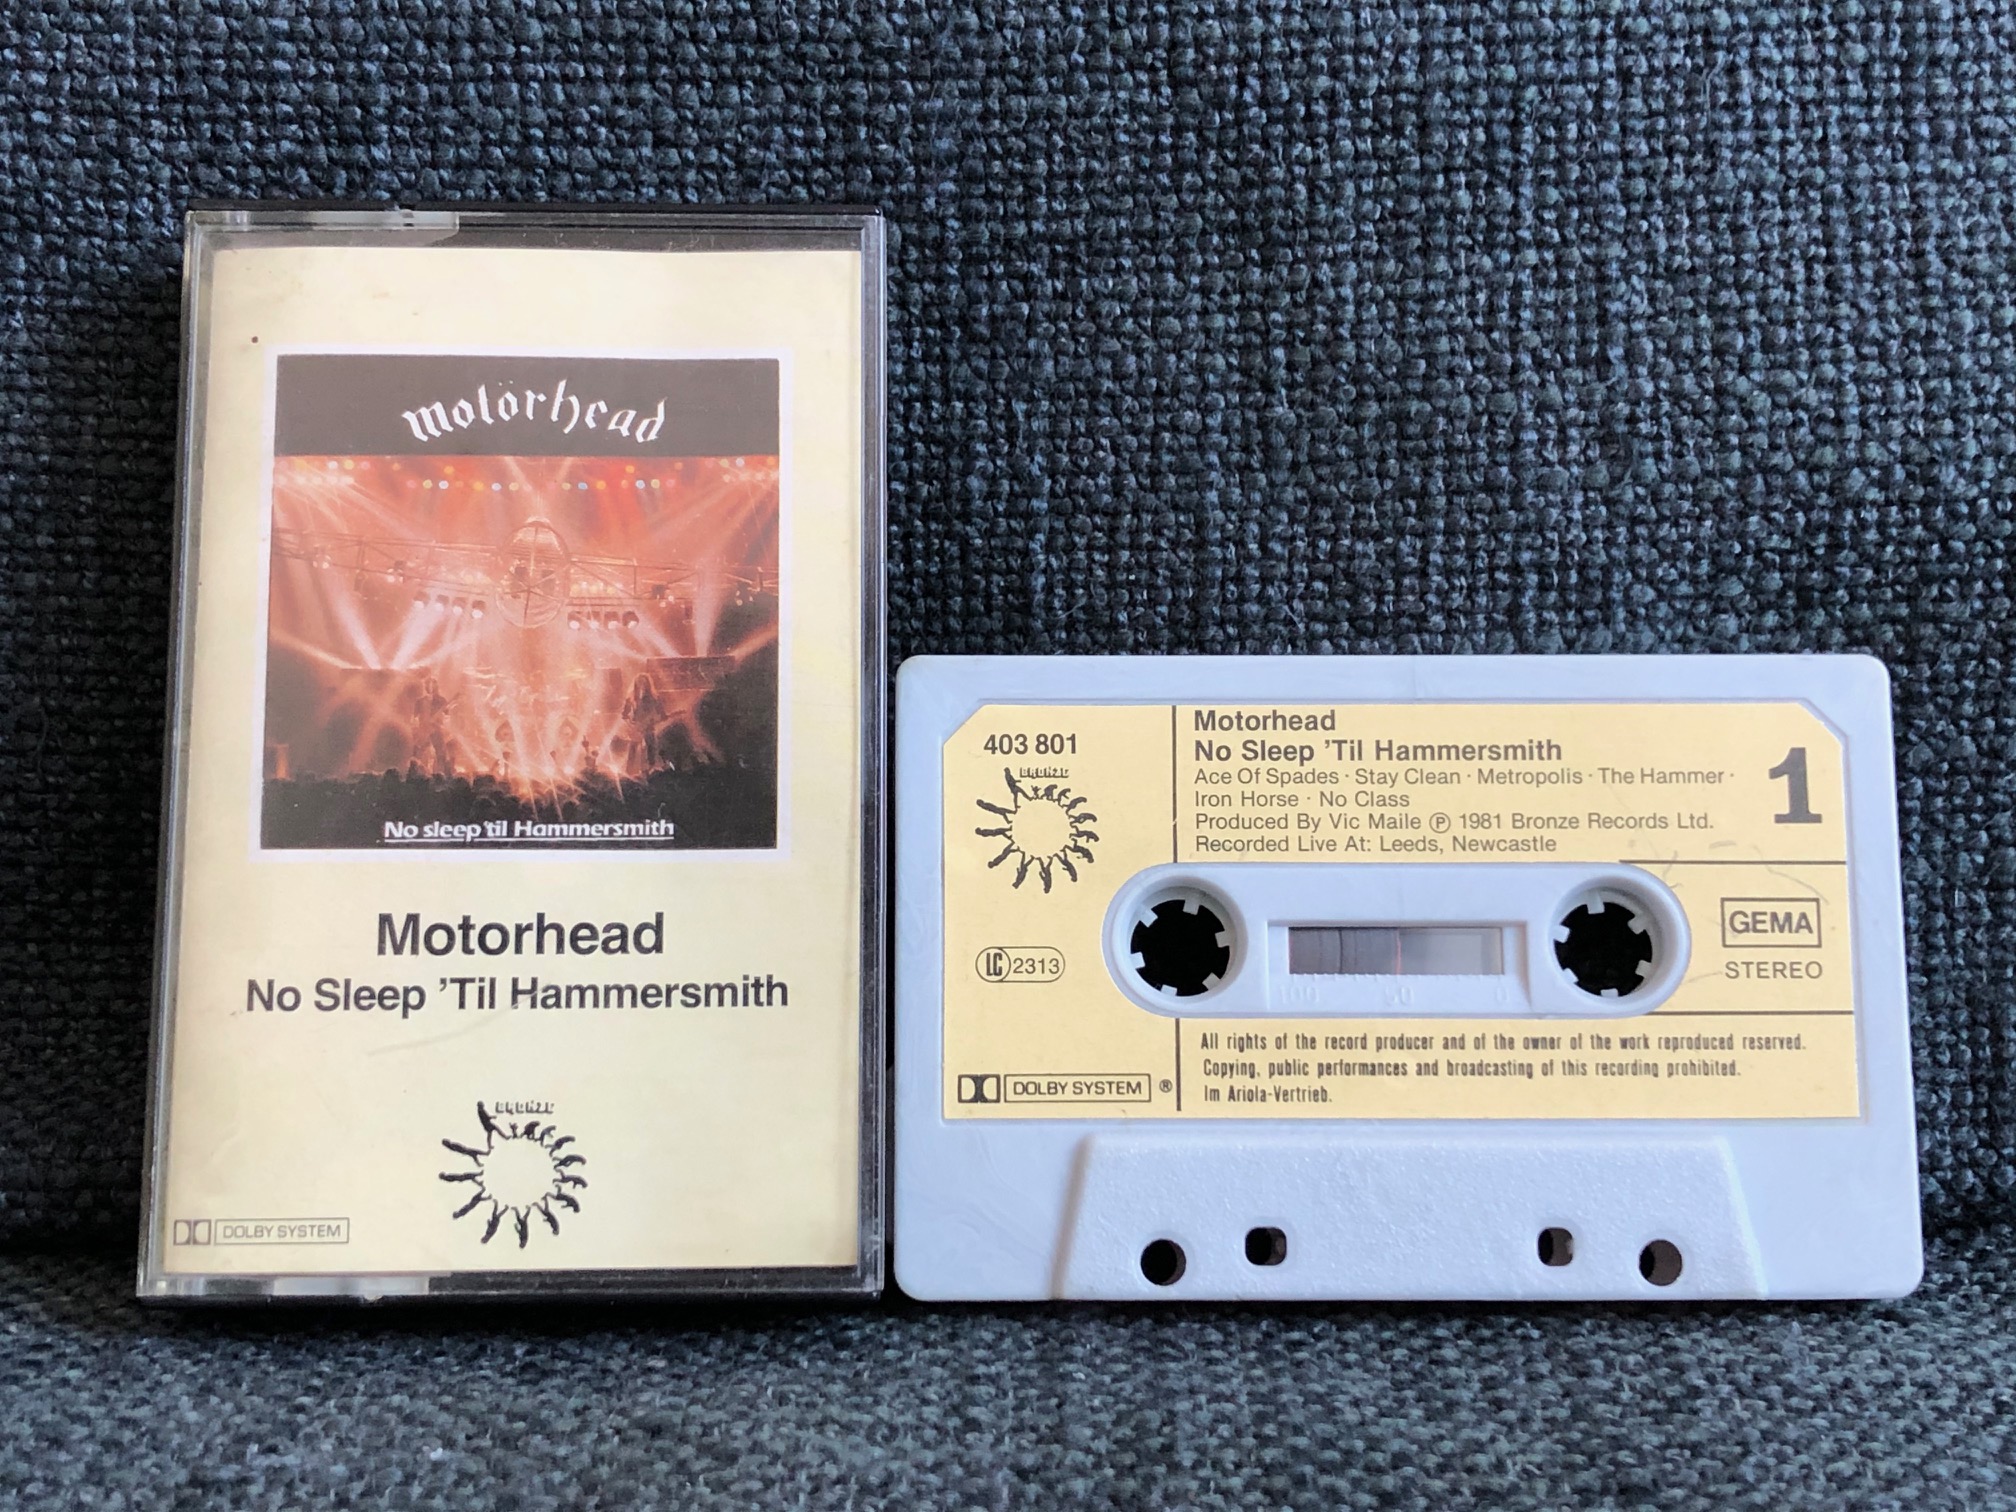 motörhead
No sleep 'til Hammersmith
Motorhead
No Sleep 'Til Hammersmith
BRONZE
DOLBY SYSTEM
403 801
BRONZE
LC 2313
DOLBY SYSTEM ®
Motorhead
No Sleep 'Til Hammersmith
Ace Of Spades · Stay Clean · Metropolis · The Hammer ·
Iron Horse · No Class
Produced By Vic Maile ℗ 1981 Bronze Records Ltd.
Recorded Live At: Leeds, Newcastle
1
GEMA
STEREO
100 50 0
All rights of the record producer and of the owner of the work reproduced reserved.
Copying, public performances and broadcasting of this recording prohibited.
Im Ariola-Vertrieb.